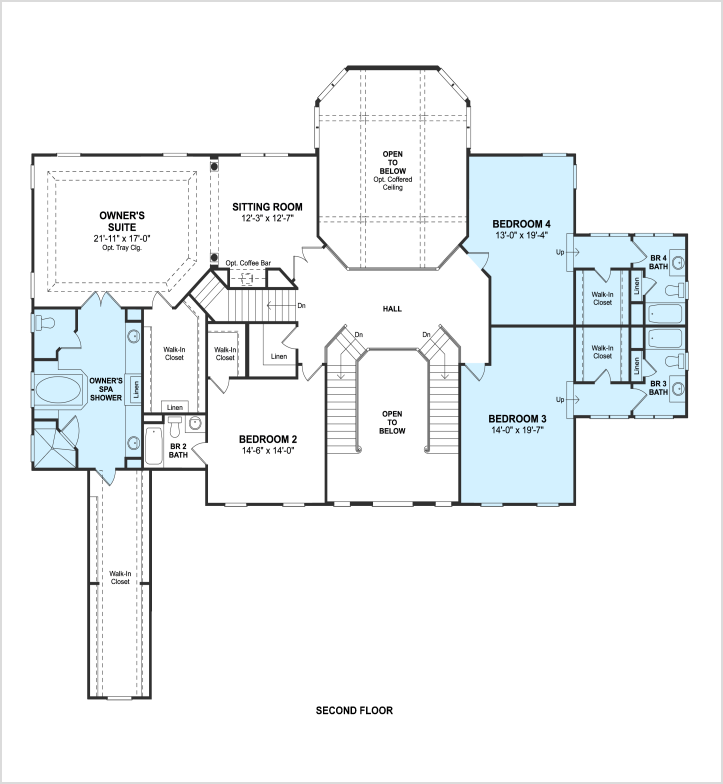 OPEN
TO
BELOW
Opt. Coffered
Ceiling
OWNER'S
SUITE
21'-11" x 17'-0"
Opt. Tray Clg.
SITTING ROOM
12'-3" x 12'-7"
BEDROOM 4
13'-0" x 19'-4"
Up
BR 4
BATH
Opt. Coffee Bar
Linen
Walk-In
Closet
Dn
HALL
Walk-In
Closet
Walk-In
Closet
Linen
Dn
Dn
Walk-In
Closet
Linen
BR 3
BATH
OWNER'S
SPA
SHOWER
Linen
Linen
Up
BEDROOM 2
14'-6" x 14'-0"
OPEN
TO
BELOW
BEDROOM 3
14'-0" x 19'-7"
BR 2
BATH
Walk-In
Closet
SECOND FLOOR